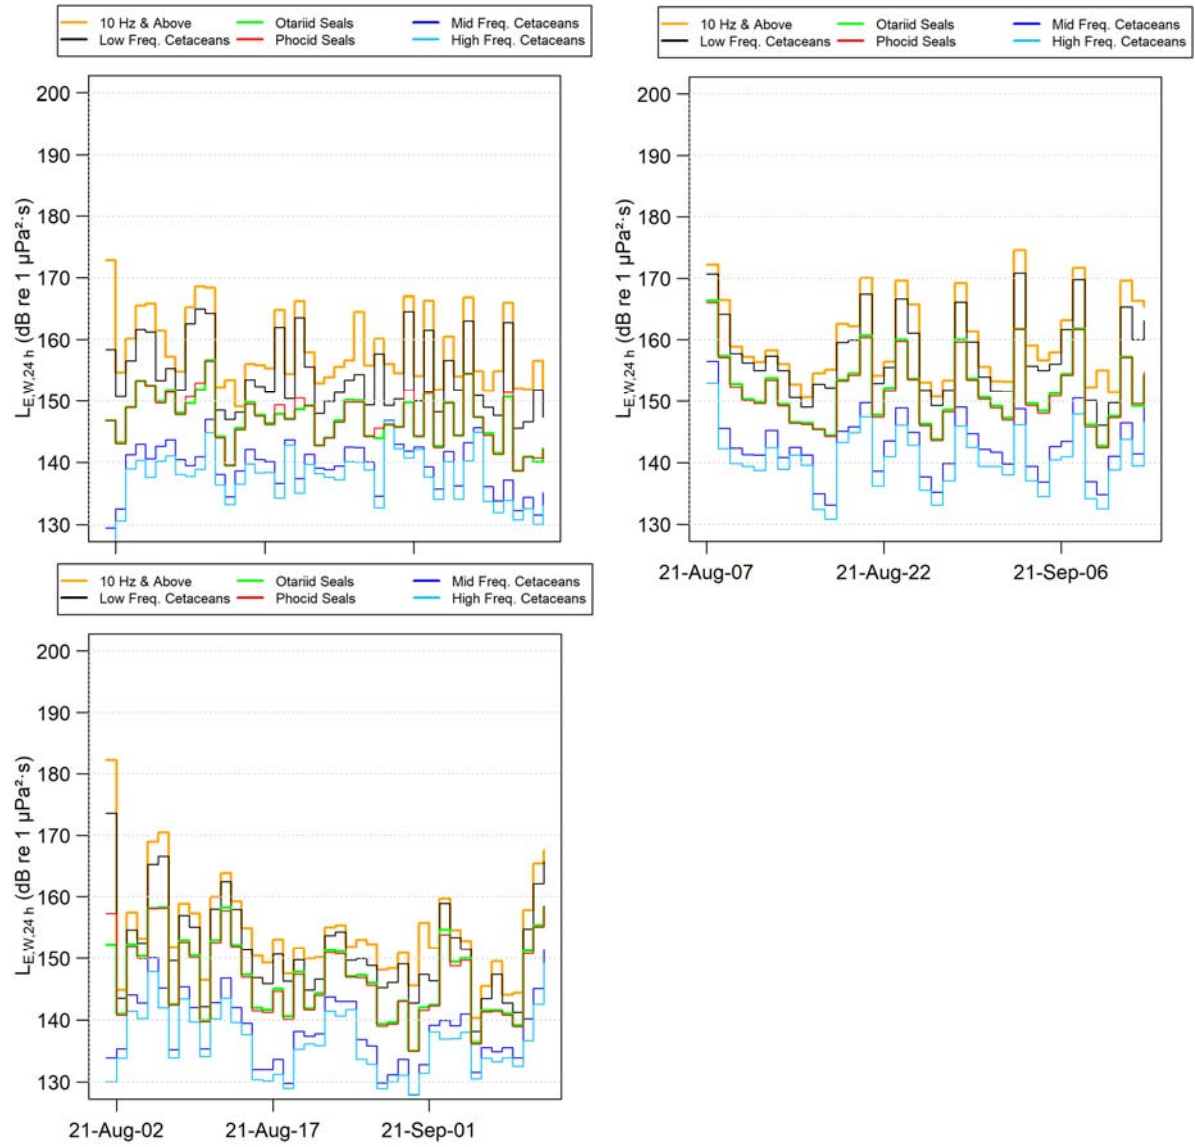 10 Hz & Above Otariid Seals Mid Freq. Cetaceans
Low Freq. Cetaceans Phocid Seals High Freq. Cetaceans
200
190
180
170
160
150
140
130
L_E,W,24 h (dB re 1 µPa²·s)
10 Hz & Above Otariid Seals Mid Freq. Cetaceans
Low Freq. Cetaceans Phocid Seals High Freq. Cetaceans
200
190
180
170
160
150
140
130
L_E,W,24 h (dB re 1 µPa²·s)
21-Aug-07 21-Aug-22 21-Sep-06
10 Hz & Above Otariid Seals Mid Freq. Cetaceans
Low Freq. Cetaceans Phocid Seals High Freq. Cetaceans
200
190
180
170
160
150
140
130
L_E,W,24 h (dB re 1 µPa²·s)
21-Aug-02 21-Aug-17 21-Sep-01